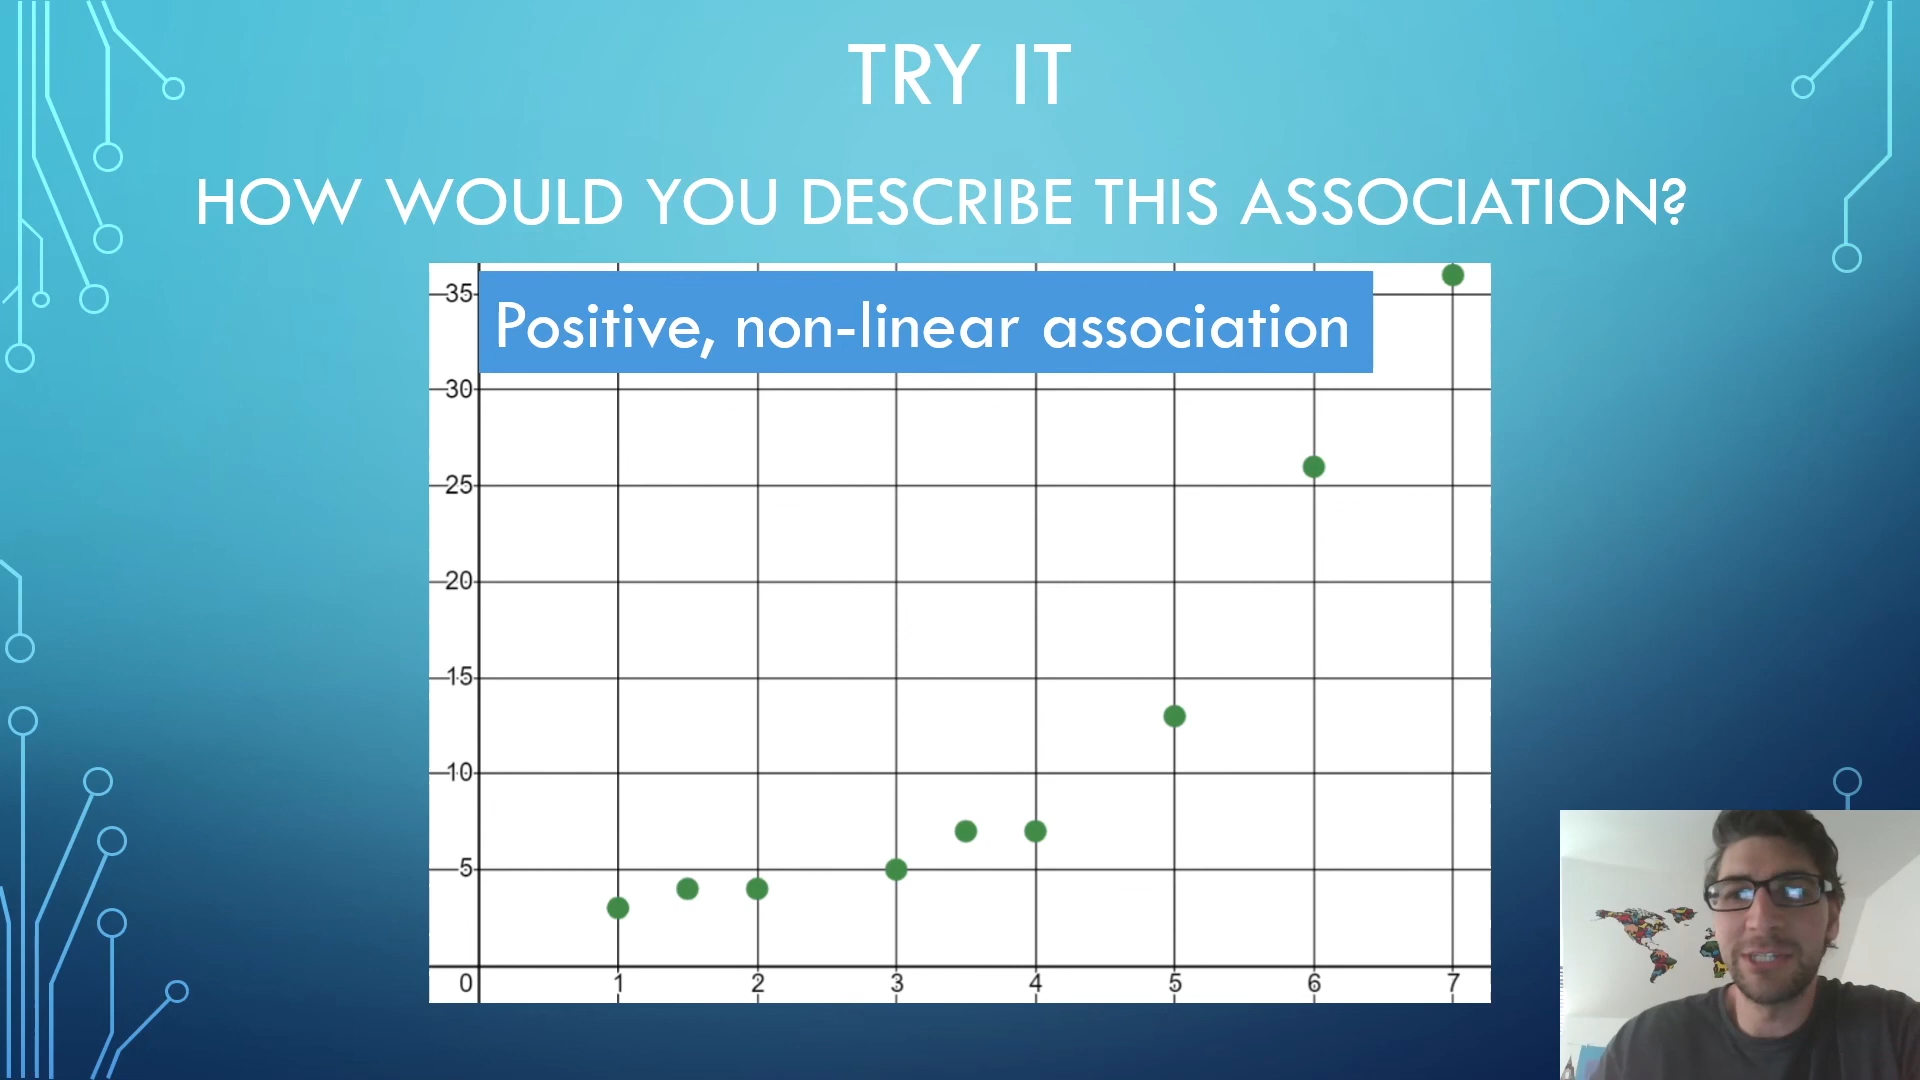 TRY IT
HOW WOULD YOU DESCRIBE THIS ASSOCIATION?
Positive, non-linear association
35
30
25
20
15
10
5
0 1 2 3 4 5 6 7